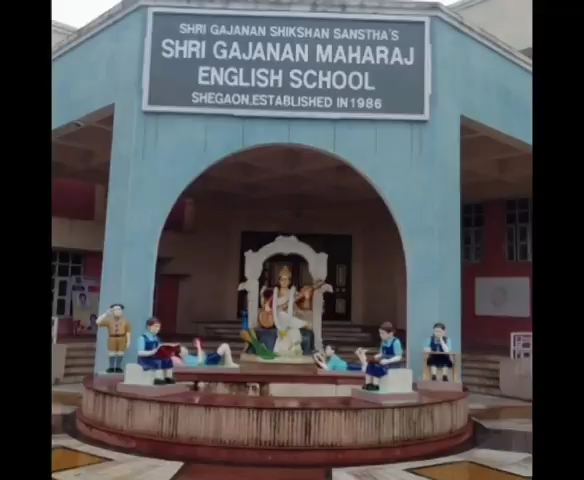 SHRI GAJANAN SHIKSHAN SANSTHA'S
SHRI GAJANAN MAHARAJ
ENGLISH SCHOOL
SHEGAON.ESTABLISHED IN 1986